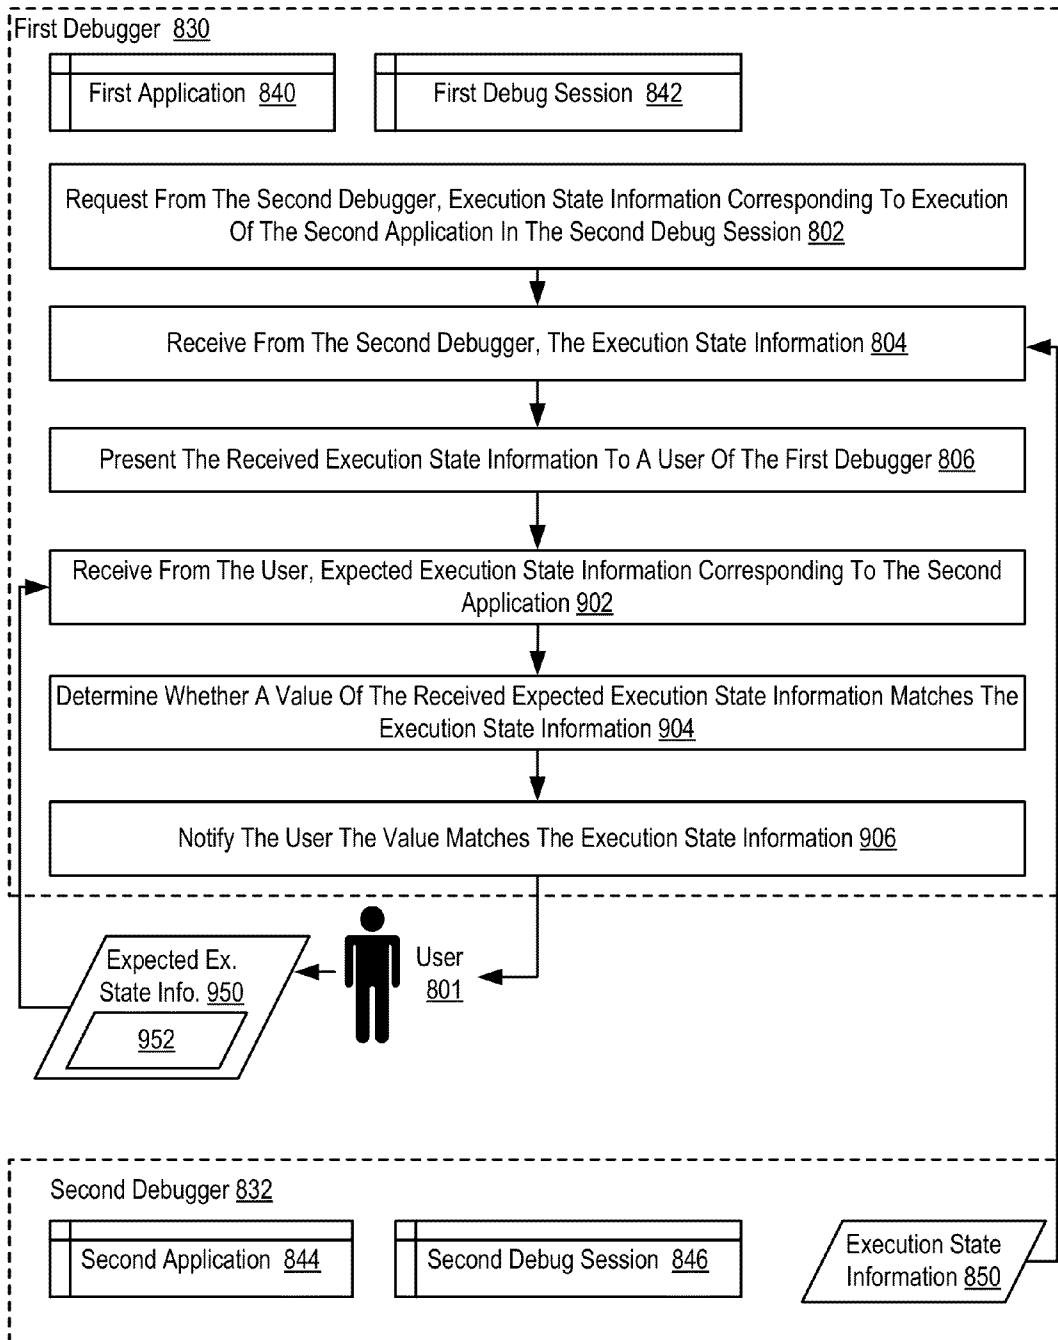 First Debugger 830
First Application 840
First Debug Session 842
Request From The Second Debugger, Execution State Information Corresponding To Execution
Of The Second Application In The Second Debug Session 802
Receive From The Second Debugger, The Execution State Information 804
Present The Received Execution State Information To A User Of The First Debugger 806
Receive From The User, Expected Execution State Information Corresponding To The Second
Application 902
Determine Whether A Value Of The Received Expected Execution State Information Matches The
Execution State Information 904
Notify The User The Value Matches The Execution State Information 906
Expected Ex.
State Info. 950
952
User
801
Second Debugger 832
Second Application 844
Second Debug Session 846
Execution State
Information 850